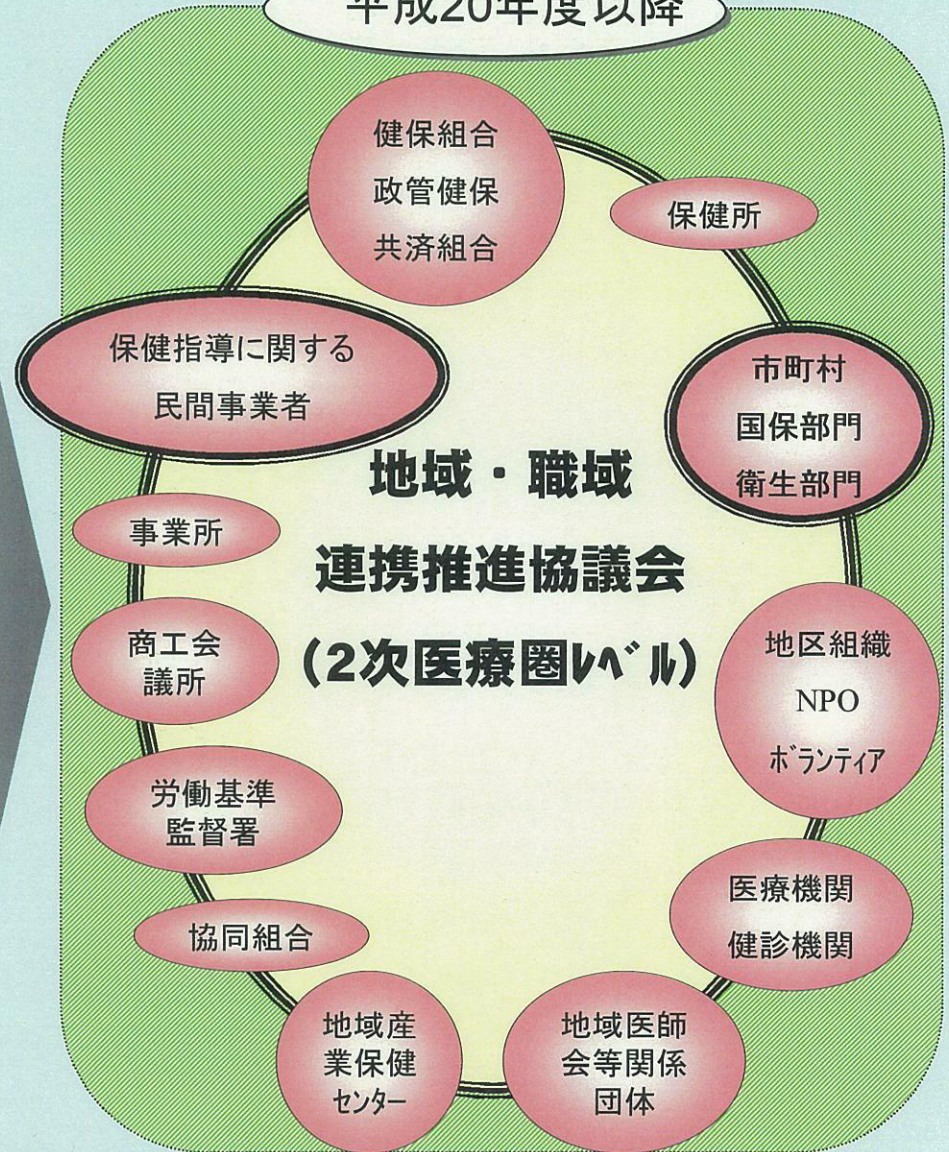 平成20年度以降
健保組合
政管健保
共済組合
保健所
保健指導に関する
民間事業者
市町村
国保部門
衛生部門
地域・職域
連携推進協議会
(2次医療圏ﾚﾍﾞﾙ)
事業所
商工会
議所
地区組織
NPO
ﾎﾞﾗﾝﾃｨｱ
労働基準
監督署
医療機関
健診機関
協同組合
地域産
業保健
ｾﾝﾀｰ
地域医師
会等関係
団体